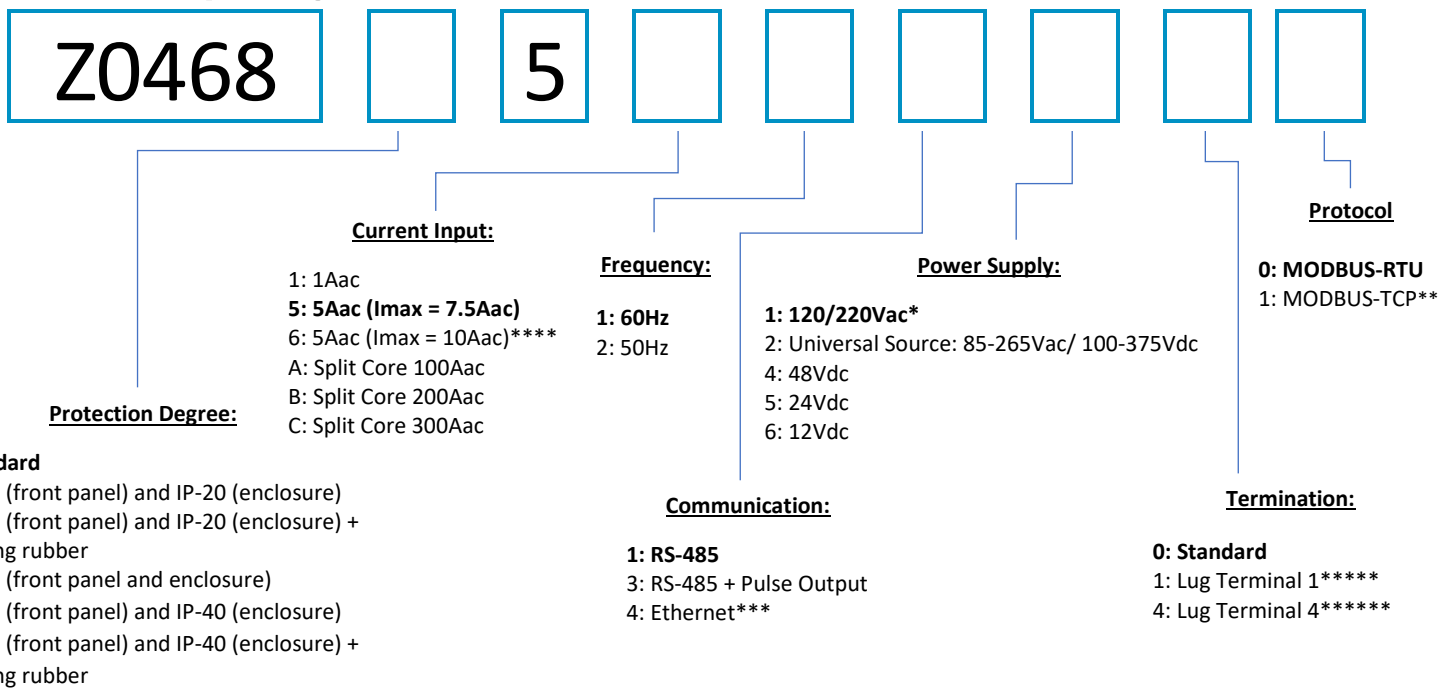 Z0468 5
Protocol
0: MODBUS-RTU
1: MODBUS-TCP**
Current Input:
1: 1Aac
5: 5Aac (Imax = 7.5Aac)
6: 5Aac (Imax = 10Aac)****
A: Split Core 100Aac
B: Split Core 200Aac
C: Split Core 300Aac
Frequency:
1: 60Hz
2: 50Hz
Power Supply:
1: 120/220Vac*
2: Universal Source: 85-265Vac/ 100-375Vdc
4: 48Vdc
5: 24Vdc
6: 12Vdc
Protection Degree:
dard
(front panel) and IP-20 (enclosure)
(front panel) and IP-20 (enclosure) +
ng rubber
(front panel and enclosure)
(front panel) and IP-40 (enclosure)
(front panel) and IP-40 (enclosure) +
ng rubber
Communication:
1: RS-485
3: RS-485 + Pulse Output
4: Ethernet***
Termination:
0: Standard
1: Lug Terminal 1*****
4: Lug Terminal 4******